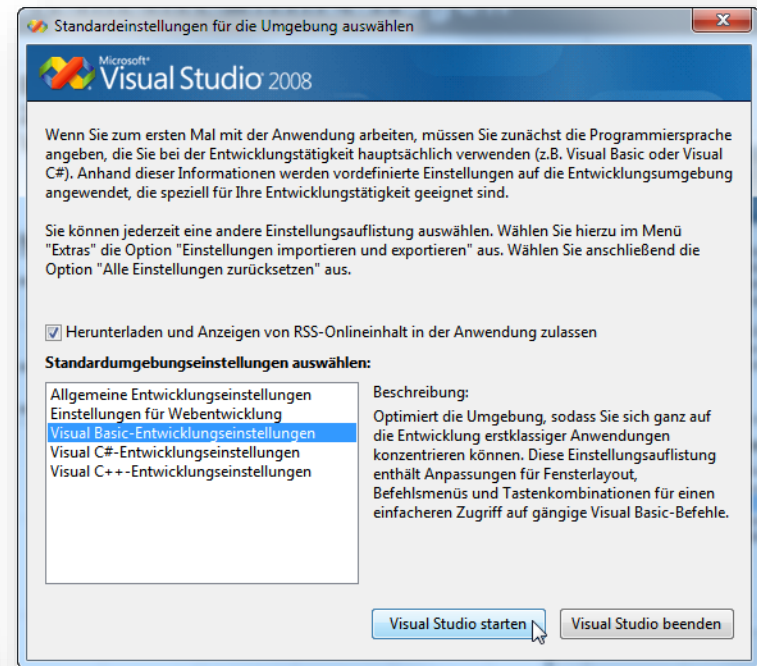 Standardeinstellungen für die Umgebung auswählen
Microsoft
Visual Studio 2008
Wenn Sie zum ersten Mal mit der Anwendung arbeiten, müssen Sie zunächst die Programmiersprache
angeben, die Sie bei der Entwicklungstätigkeit hauptsächlich verwenden (z.B. Visual Basic oder Visual
C#). Anhand dieser Informationen werden vordefinierte Einstellungen auf die Entwicklungsumgebung
angewendet, die speziell für Ihre Entwicklungstätigkeit geeignet sind.
Sie können jederzeit eine andere Einstellungsauflistung auswählen. Wählen Sie hierzu im Menü
"Extras" die Option "Einstellungen importieren und exportieren" aus. Wählen Sie anschließend die
Option "Alle Einstellungen zurücksetzen" aus.
Herunterladen und Anzeigen von RSS-Onlineinhalt in der Anwendung zulassen
Standardumgebungseinstellungen auswählen:
Allgemeine Entwicklungseinstellungen
Einstellungen für Webentwicklung
Visual Basic-Entwicklungseinstellungen
Visual C#-Entwicklungseinstellungen
Visual C++-Entwicklungseinstellungen
Beschreibung:
Optimiert die Umgebung, sodass Sie sich ganz auf
die Entwicklung erstklassiger Anwendungen
konzentrieren können. Diese Einstellungsauflistung
enthält Anpassungen für Fensterlayout,
Befehlsmenüs und Tastenkombinationen für einen
einfacheren Zugriff auf gängige Visual Basic-Befehle.
Visual Studio starten
Visual Studio beenden